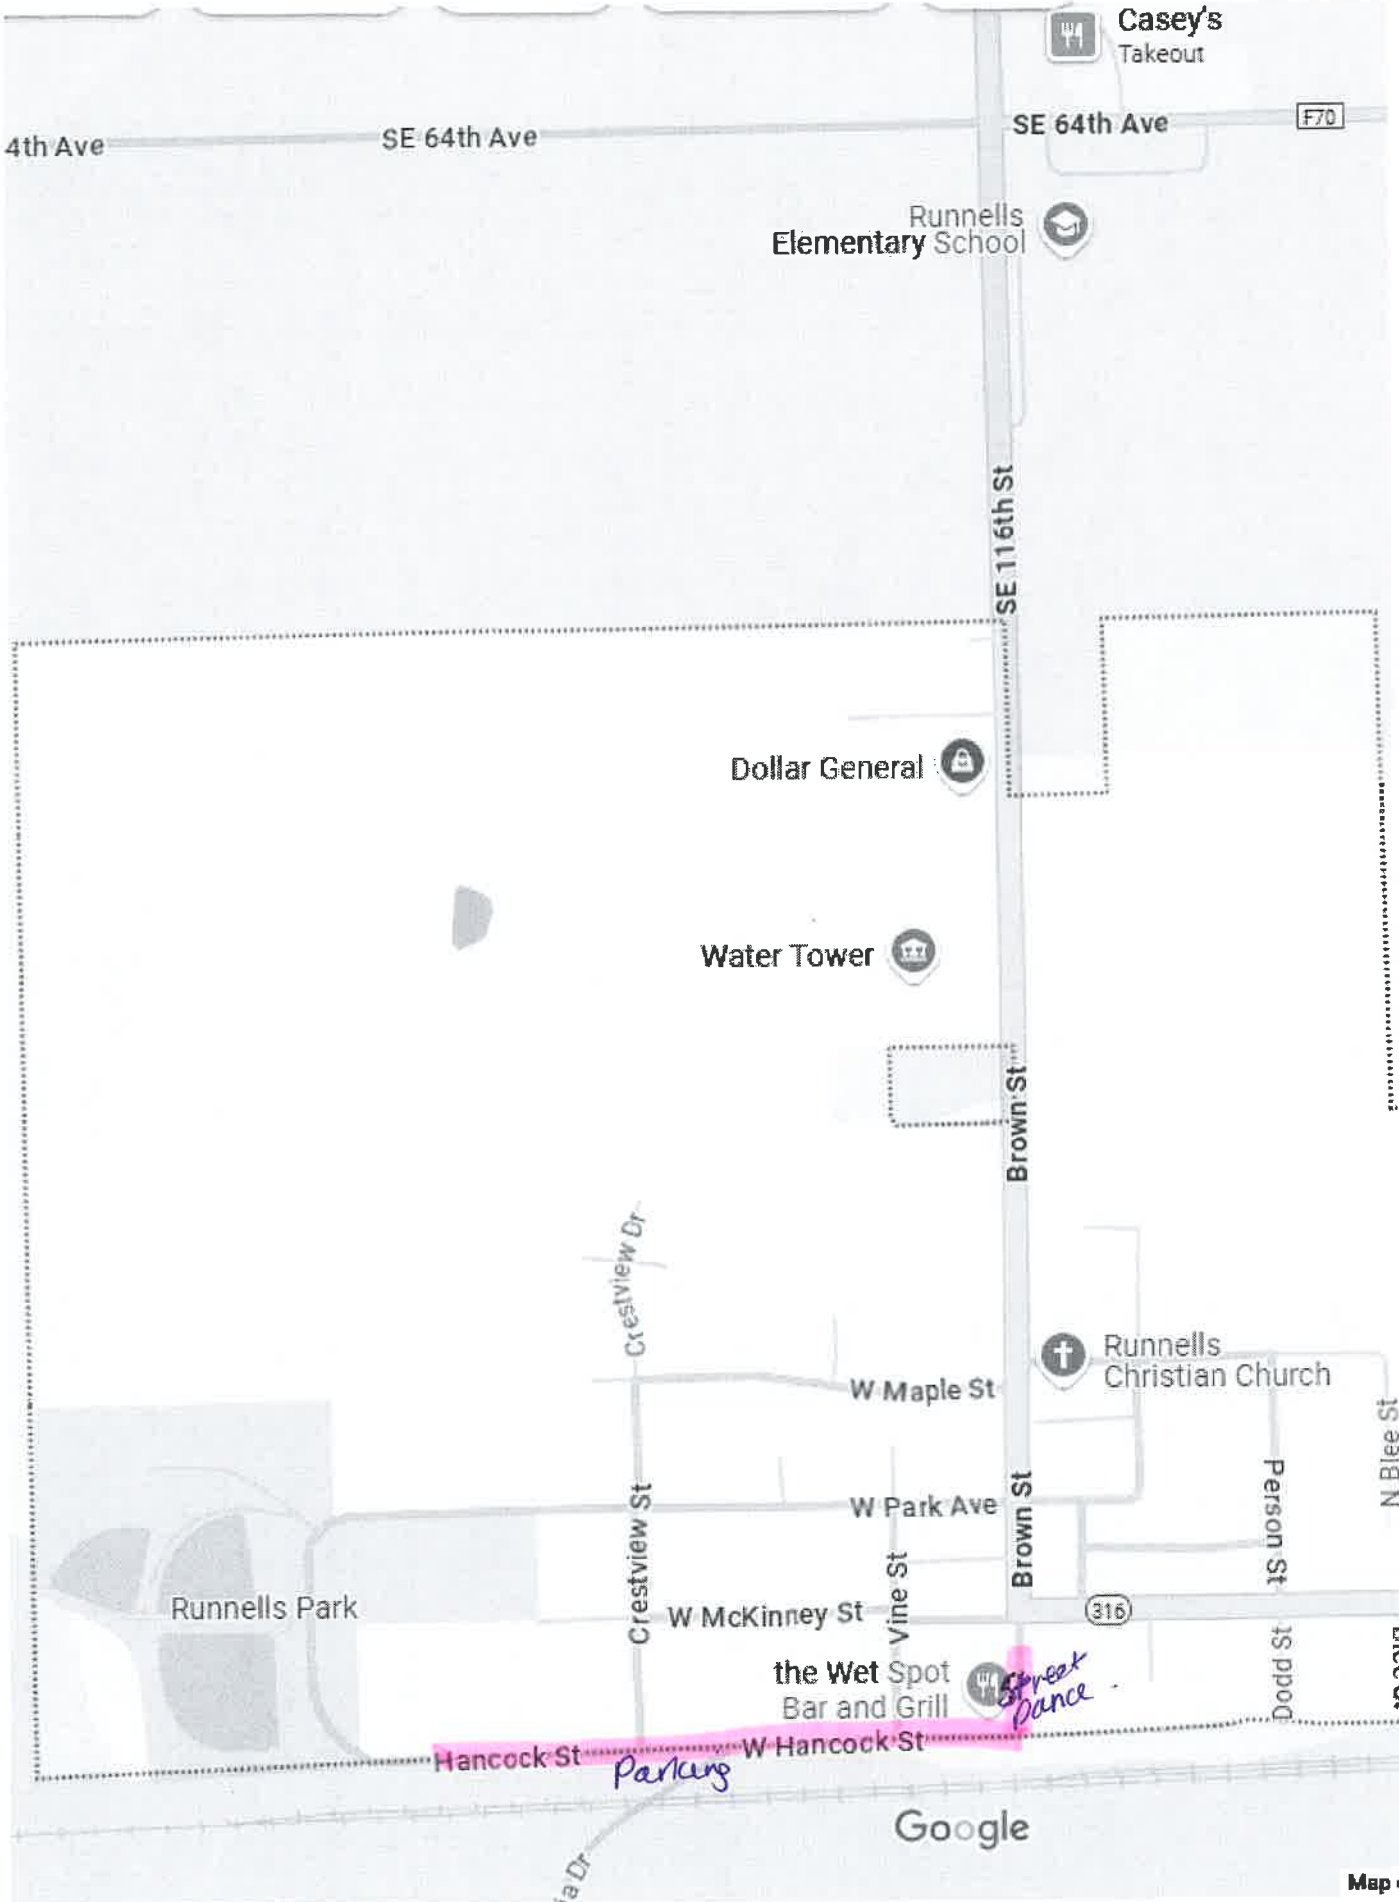 Casey's
Takeout
4th Ave
SE 64th Ave
SE 64th Ave
F70
Runnells
Elementary School
SE 116th St
Dollar General
Water Tower
Brown St
Crestview Dr
Runnells
Christian Church
W Maple St
N Blee St
Person St
W Park Ave
Brown St
Crestview St
Vine St
Runnells Park
W McKinney St
316
Dodd St
the Wet Spot
Bar and Grill
Street
Dance
Hancock St
W Hancock St
Parking
Google
ia Dr
Map